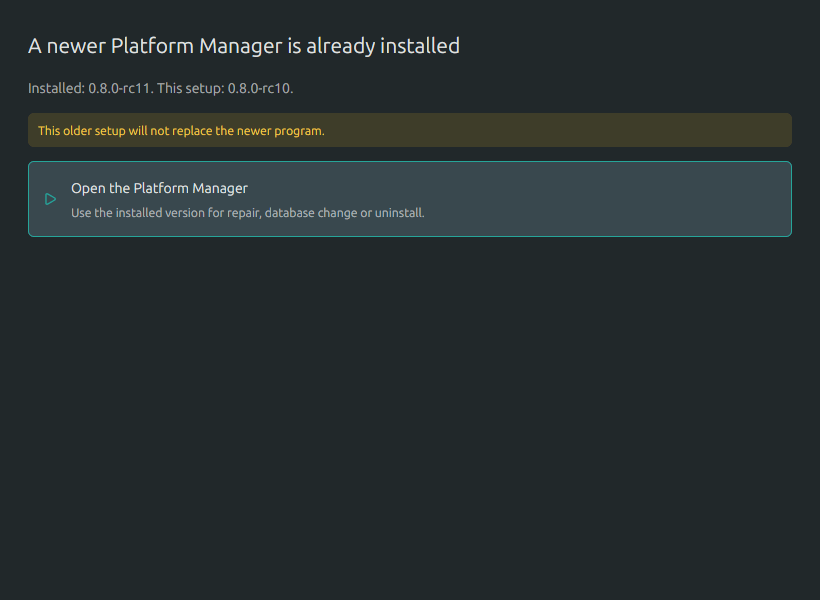 A newer Platform Manager is already installed
Installed: 0.8.0-rc11. This setup: 0.8.0-rc10.
This older setup will not replace the newer program.
Open the Platform Manager
Use the installed version for repair, database change or uninstall.